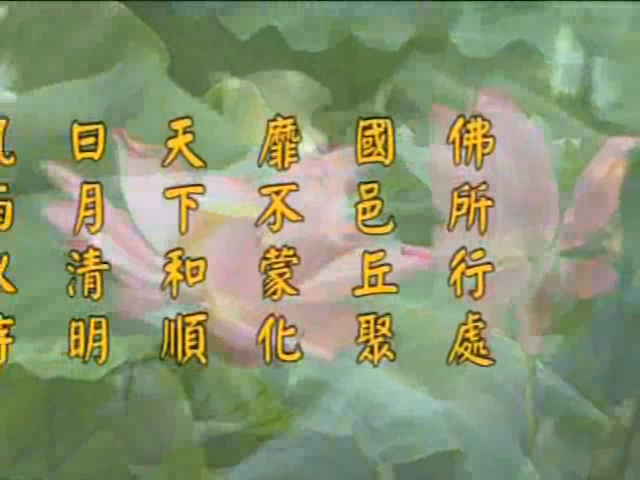 佛所行處
國邑丘聚
靡不蒙化
天下和順
日月清明